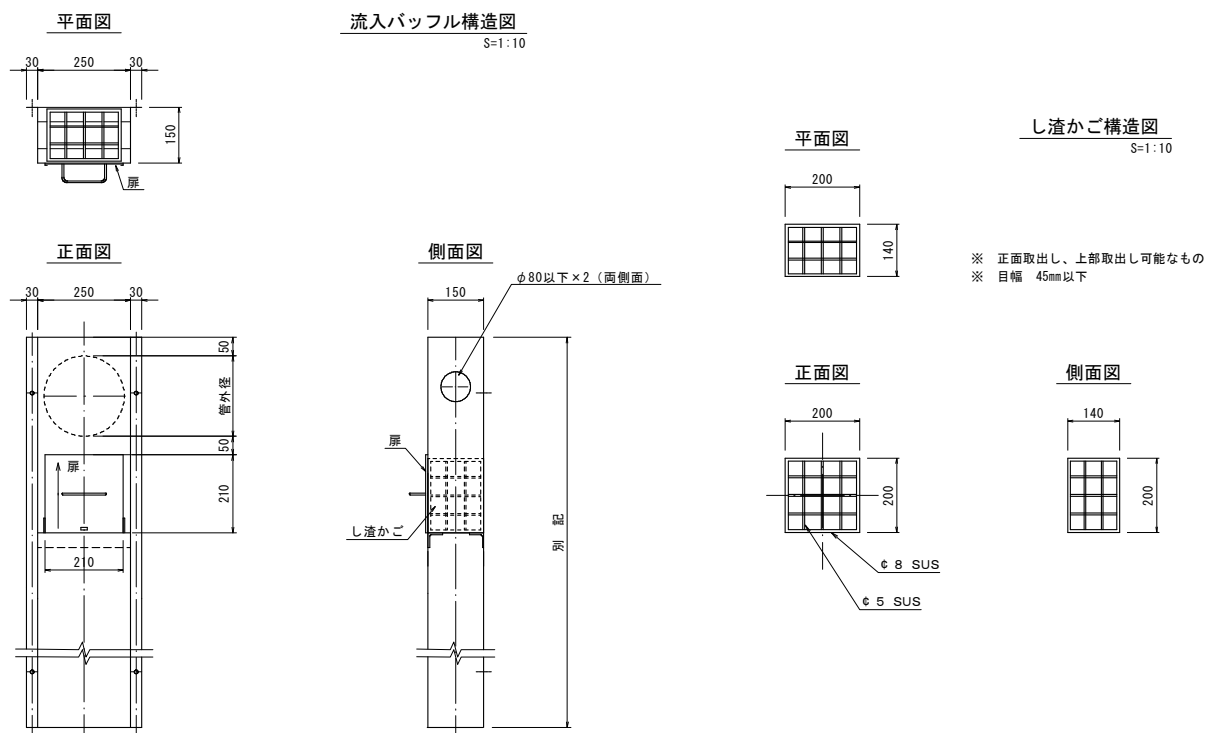 平面図
流入バッフル構造図
S=1:10
30
250
30
150
扉
正面図
30
250
30
50
管外径
50
210
扉
210
側面図
φ80以下×2（両側面）
150
扉
し渣かご
別 記
し渣かご構造図
S=1:10
平面図
200
140
※ 正面取出し、上部取出し可能なもの
※ 目幅 45mm以下
正面図
200
200
¢ 8 SUS
¢ 5 SUS
側面図
140
200